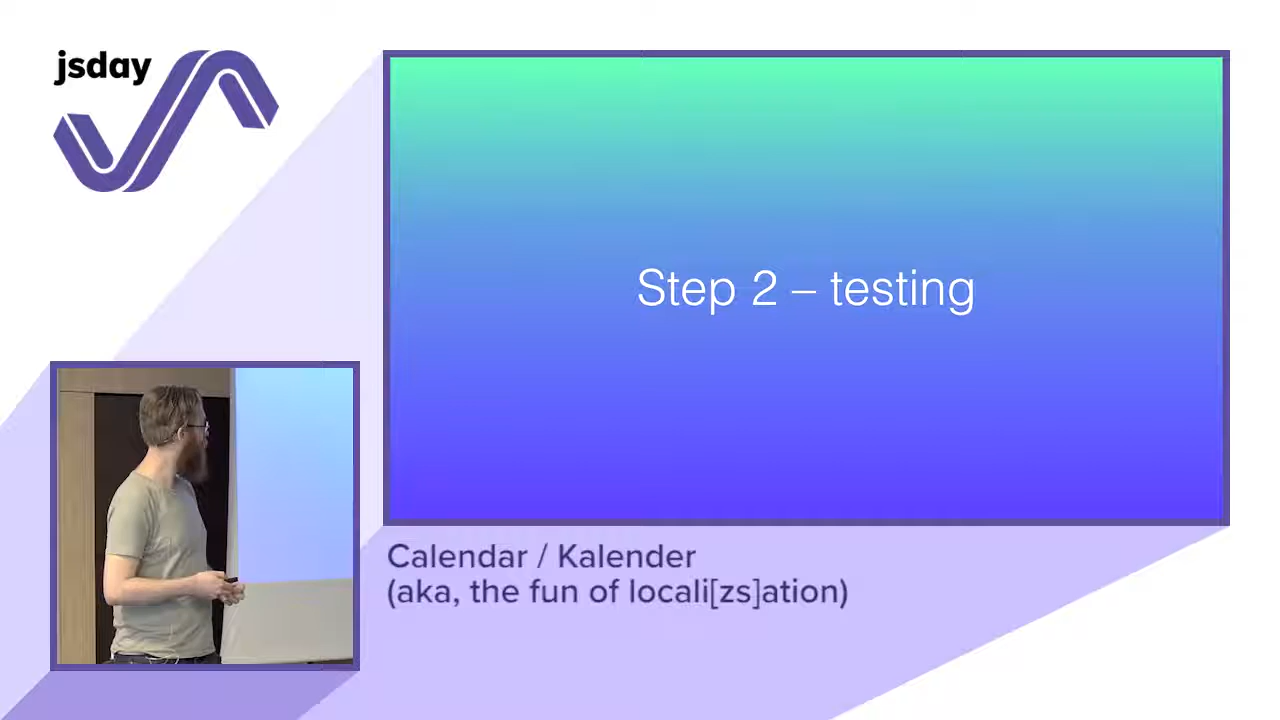 jsday
Step 2 – testing
Calendar / Kalender
(aka, the fun of locali[zs]ation)